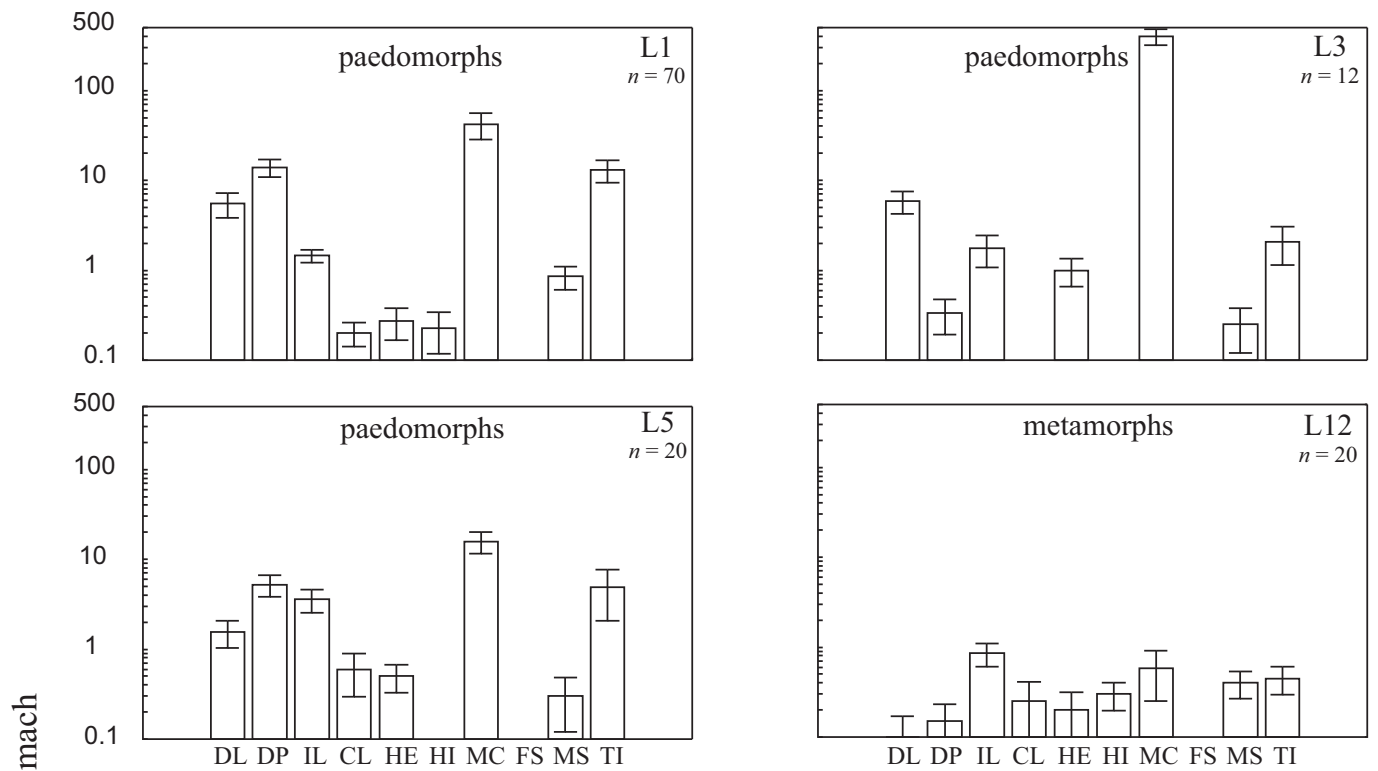 500
100
10
1
0.1
paedomorphs
L1
n = 70
paedomorphs
L3
n = 12
500
100
10
1
0.1
paedomorphs
L5
n = 20
metamorphs
L12
n = 20
DL DP IL CL HE HI MC FS MS TI
DL DP IL CL HE HI MC FS MS TI
mach